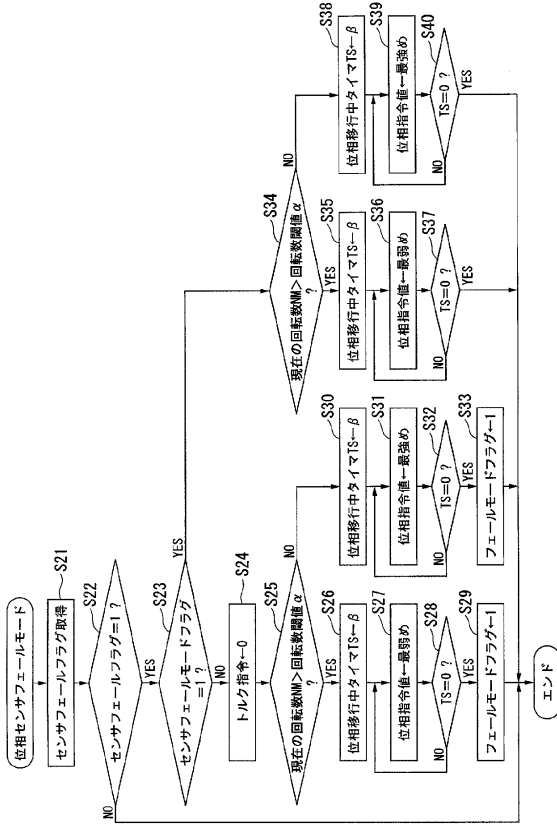 位相センサフェールモード
S21
センサフェールフラグ取得
S22
センサフェールフラグ=1 ?
NO
YES
S23
センサフェールモードフラグ
=1 ?
YES
NO
S24
トルク指令←0
S25
現在の回転数NM>回転数閾値α
?
NO
YES
S26
位相移行中タイマTS←β
S27
位相指令値←最弱め
S28
TS=0 ?
NO
YES
S29
フェールモードフラグ←1
S30
位相移行中タイマTS←β
S31
位相指令値←最強め
S32
TS=0 ?
NO
YES
S33
フェールモードフラグ←1
S34
現在の回転数NM>回転数閾値α
?
NO
YES
S35
位相移行中タイマTS←β
S36
位相指令値←最弱め
S37
TS=0 ?
NO
YES
S38
位相移行中タイマTS←β
S39
位相指令値←最強め
S40
TS=0 ?
NO
YES
エンド